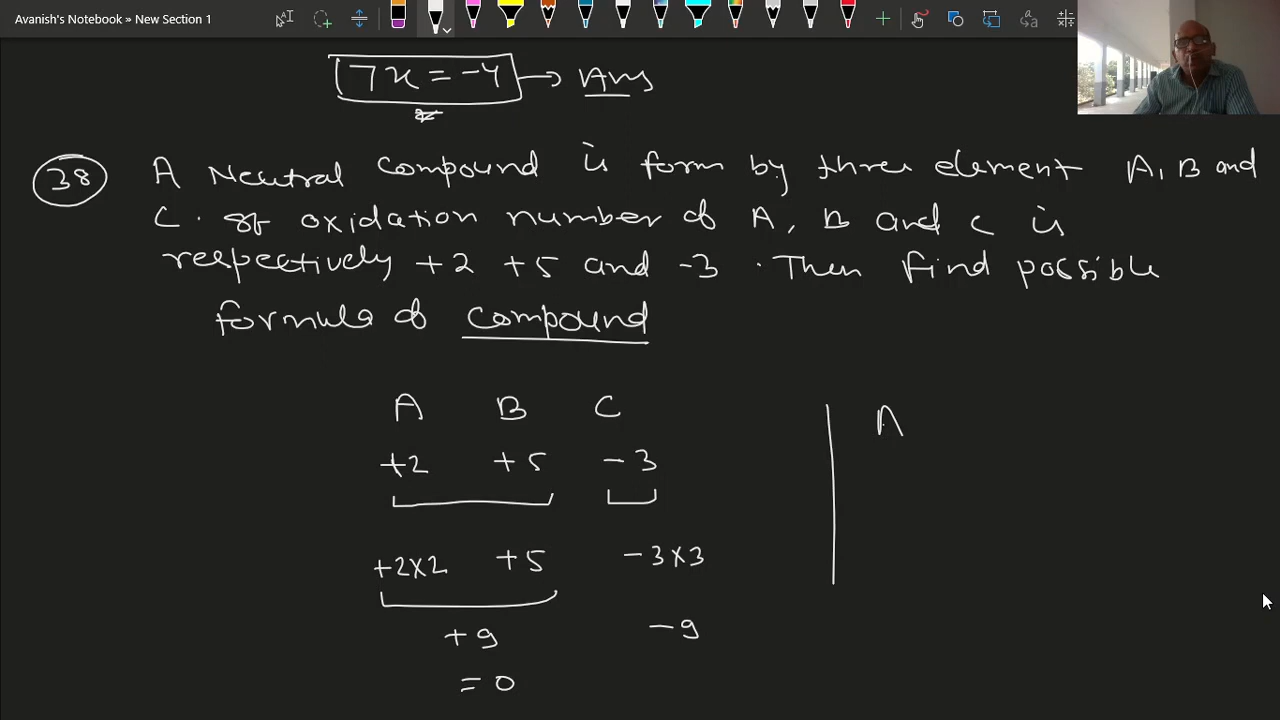 Avanish's Notebook » New Section 1
7x = -4 → Ans
38 A Neutral compound is form by three element A, B and
C. If oxidation number of A, B and C is
respectively +2 +5 and -3. Then find possible
formula of compound
A B C
A
+2 +5 -3
+2×2 +5 -3×3
+9 -9
= 0